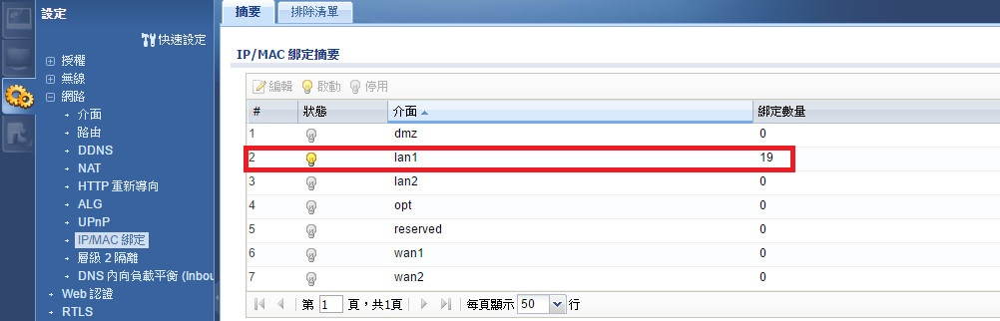 設定
快速設定
授權
無線
網路
介面
路由
DDNS
NAT
HTTP 重新導向
ALG
UPnP
IP/MAC 綁定
層級 2 隔離
DNS 內向負載平衡 (Inbou
Web 認證
RTLS
摘要 排除清單
IP/MAC 綁定摘要
編輯 啟動 停用
# 狀態 介面 綁定數量
1 dmz 0
2 lan1 19
3 lan2 0
4 opt 0
5 reserved 0
6 wan1 0
7 wan2 0
第 1 頁，共1頁 每頁顯示 50 行